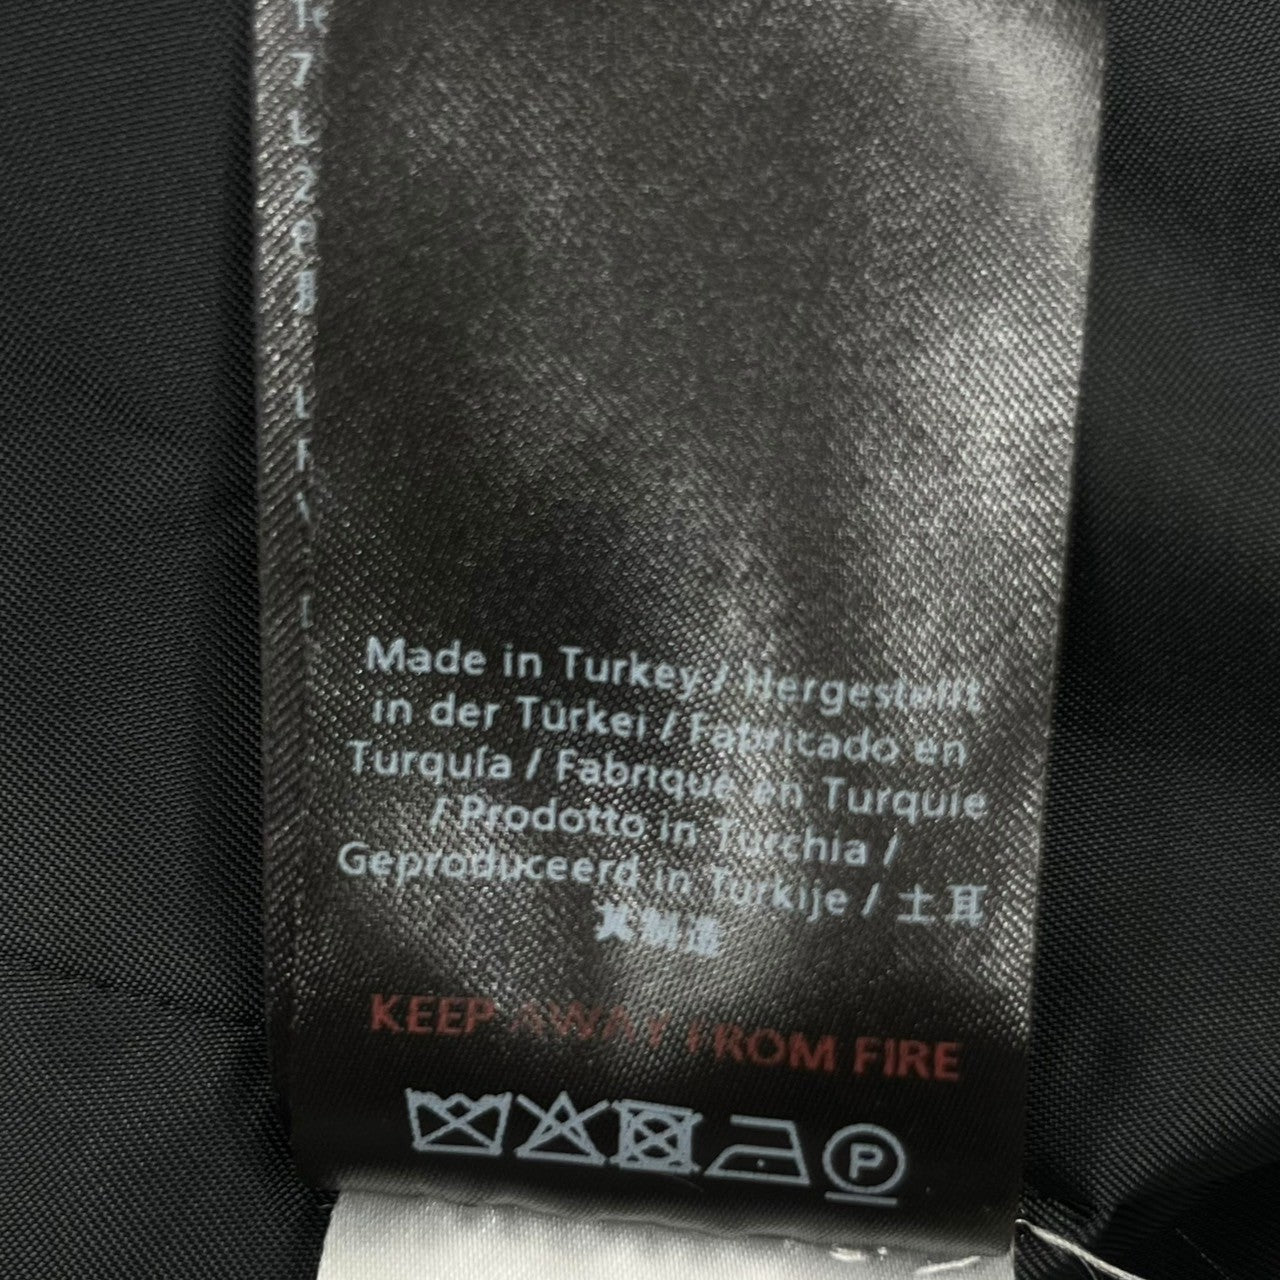 Made in Turkey / Hergestellt
in der Türkei / Fabricado en
Turquía / Fabriqué en Turquie
/ Prodotto in Turchia /
Geproduceerd in Turkije / 土耳
其制造
KEEP AWAY FROM FIRE
P